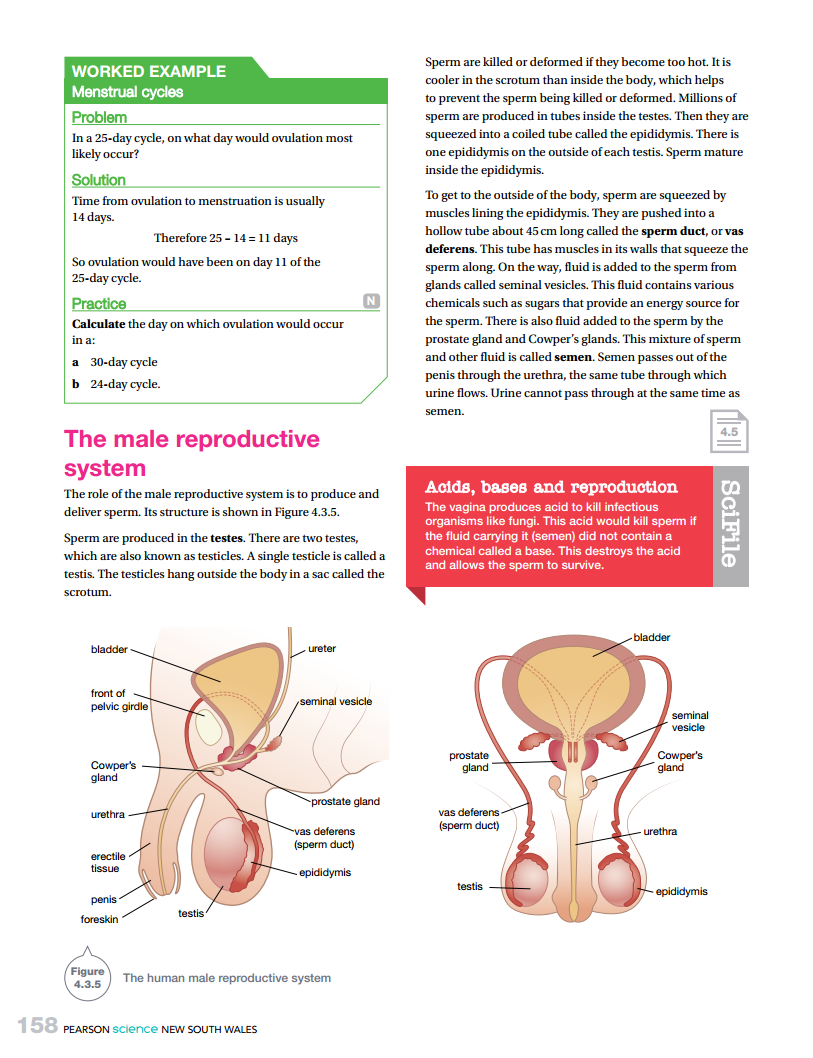 WORKED EXAMPLE
Menstrual cycles
Problem
In a 25-day cycle, on what day would ovulation most
likely occur?
Solution
Time from ovulation to menstruation is usually
14 days.
Therefore 25 – 14 = 11 days
So ovulation would have been on day 11 of the
25-day cycle.
Practice
N
Calculate the day on which ovulation would occur
in a:
a 30-day cycle
b 24-day cycle.
The male reproductive
system
The role of the male reproductive system is to produce and
deliver sperm. Its structure is shown in Figure 4.3.5.
Sperm are produced in the testes. There are two testes,
which are also known as testicles. A single testicle is called a
testis. The testicles hang outside the body in a sac called the
scrotum.
Sperm are killed or deformed if they become too hot. It is
cooler in the scrotum than inside the body, which helps
to prevent the sperm being killed or deformed. Millions of
sperm are produced in tubes inside the testes. Then they are
squeezed into a coiled tube called the epididymis. There is
one epididymis on the outside of each testis. Sperm mature
inside the epididymis.
To get to the outside of the body, sperm are squeezed by
muscles lining the epididymis. They are pushed into a
hollow tube about 45 cm long called the sperm duct, or vas
deferens. This tube has muscles in its walls that squeeze the
sperm along. On the way, fluid is added to the sperm from
glands called seminal vesicles. This fluid contains various
chemicals such as sugars that provide an energy source for
the sperm. There is also fluid added to the sperm by the
prostate gland and Cowper's glands. This mixture of sperm
and other fluid is called semen. Semen passes out of the
penis through the urethra, the same tube through which
urine flows. Urine cannot pass through at the same time as
semen.
4.5
Acids, bases and reproduction
The vagina produces acid to kill infectious
organisms like fungi. This acid would kill sperm if
the fluid carrying it (semen) did not contain a
chemical called a base. This destroys the acid
and allows the sperm to survive.
SciFile
bladder
ureter
front of
pelvic girdle
seminal vesicle
Cowper's
gland
prostate gland
urethra
vas deferens
(sperm duct)
erectile
tissue
epididymis
penis
foreskin
testis
bladder
seminal
vesicle
prostate
gland
Cowper's
gland
vas deferens
(sperm duct)
urethra
testis
epididymis
Figure
4.3.5
The human male reproductive system
158 PEARSON science NEW SOUTH WALES